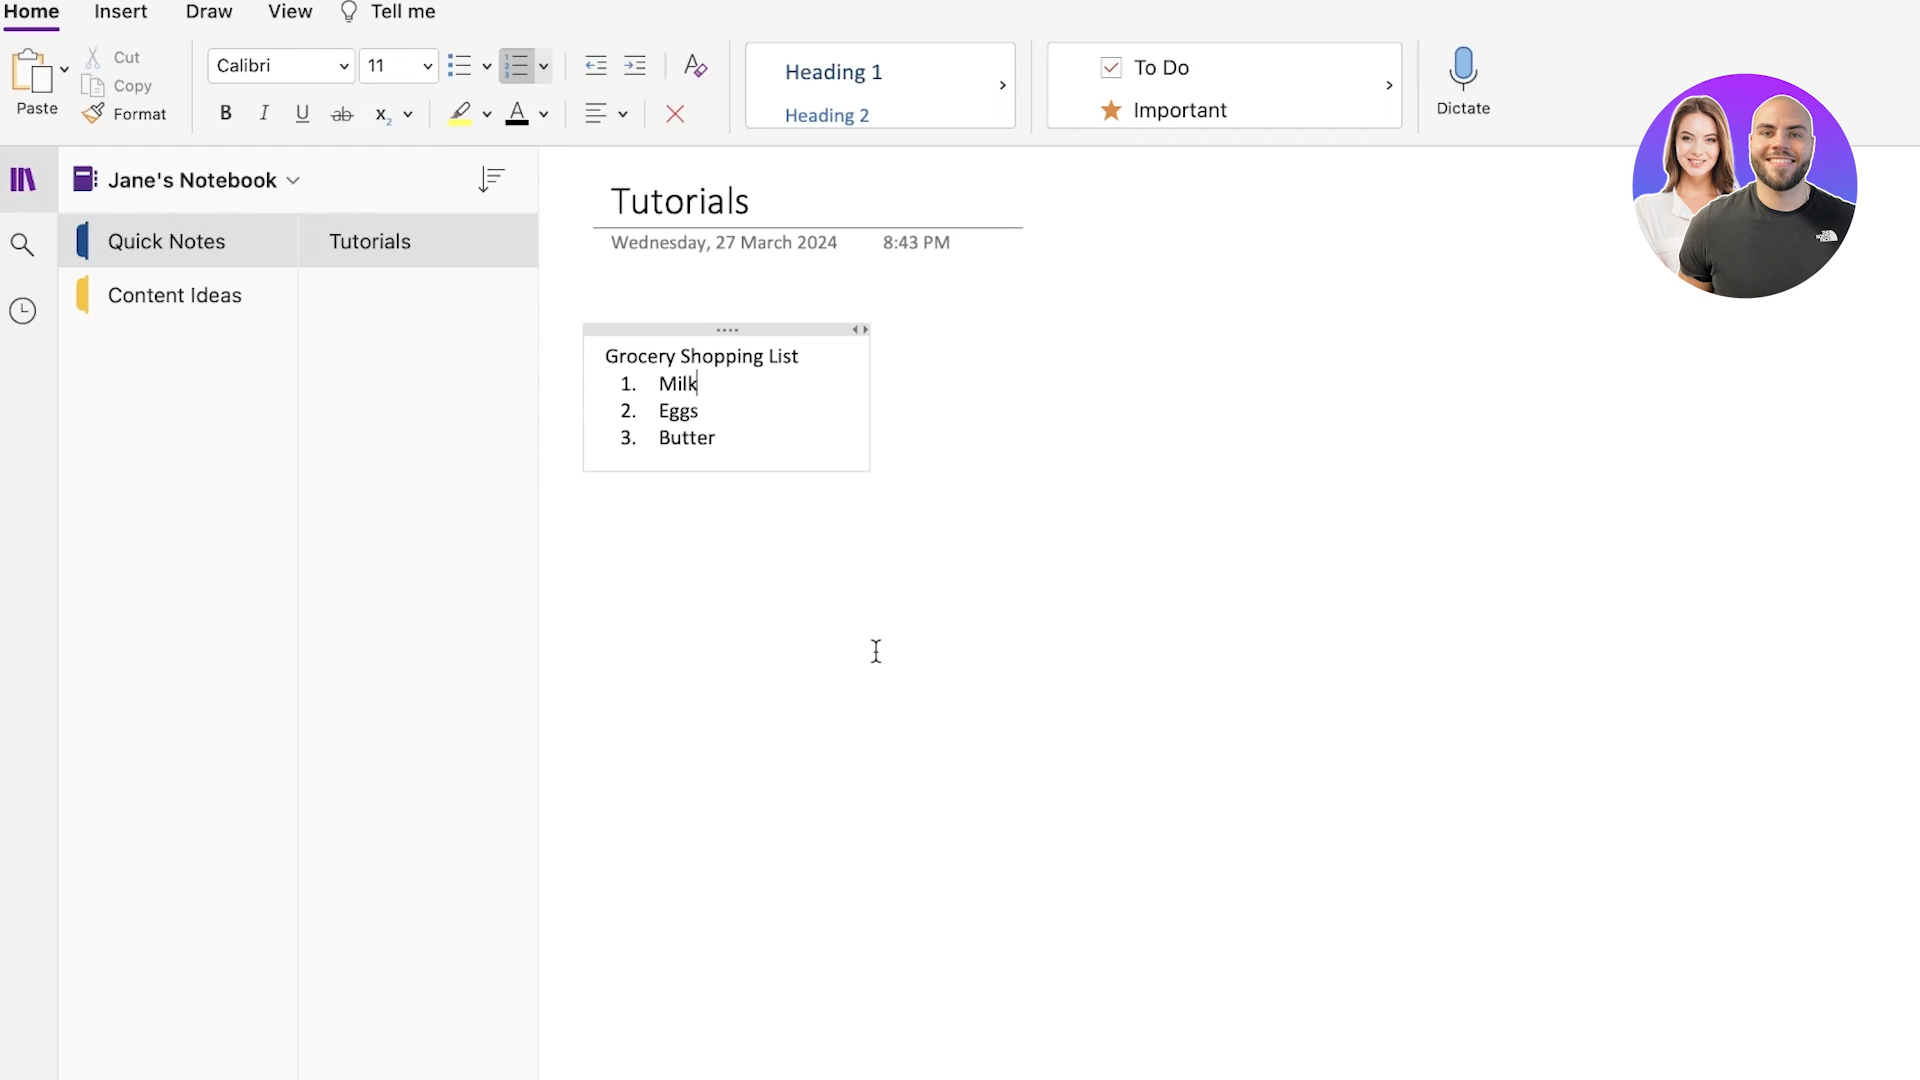 Home Insert Draw View Tell me
Paste
Cut
Copy
Format
Calibri 11
B I U ab x₂ A
A
Heading 1
Heading 2
To Do
Important
Dictate
Jane's Notebook
Quick Notes
Content Ideas
Tutorials
Tutorials
Wednesday, 27 March 2024 8:43 PM
Grocery Shopping List
1. Milk
2. Eggs
3. Butter